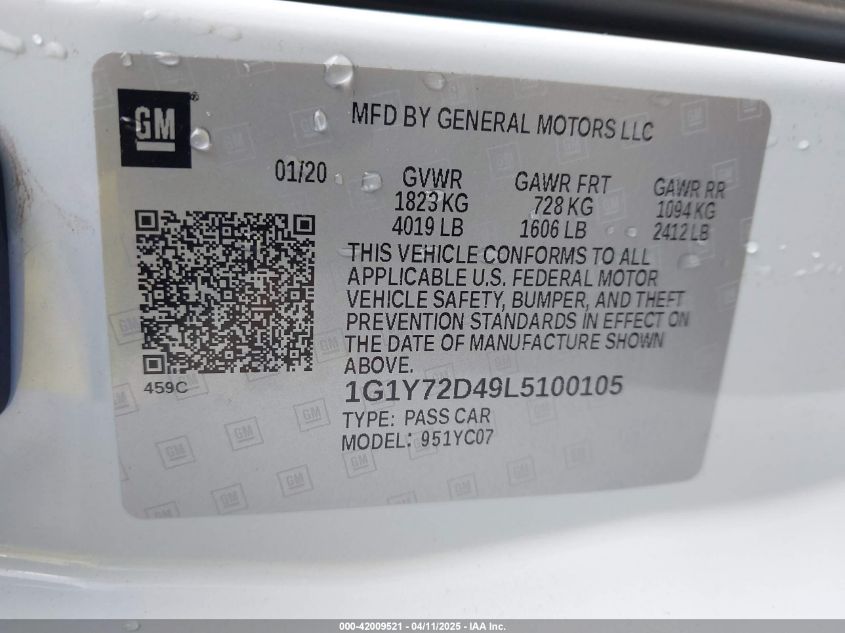 GM
MFD BY GENERAL MOTORS LLC
01/20 GVWR GAWR FRT GAWR RR
1823 KG 728 KG 1094 KG
4019 LB 1606 LB 2412 LB
THIS VEHICLE CONFORMS TO ALL
APPLICABLE U.S. FEDERAL MOTOR
VEHICLE SAFETY, BUMPER, AND THEFT
PREVENTION STANDARDS IN EFFECT ON
THE DATE OF MANUFACTURE SHOWN
ABOVE.
459C
1G1Y72D49L5100105
TYPE: PASS CAR
MODEL: 951YC07
000-42009521 - 04/11/2025 - IAA Inc.